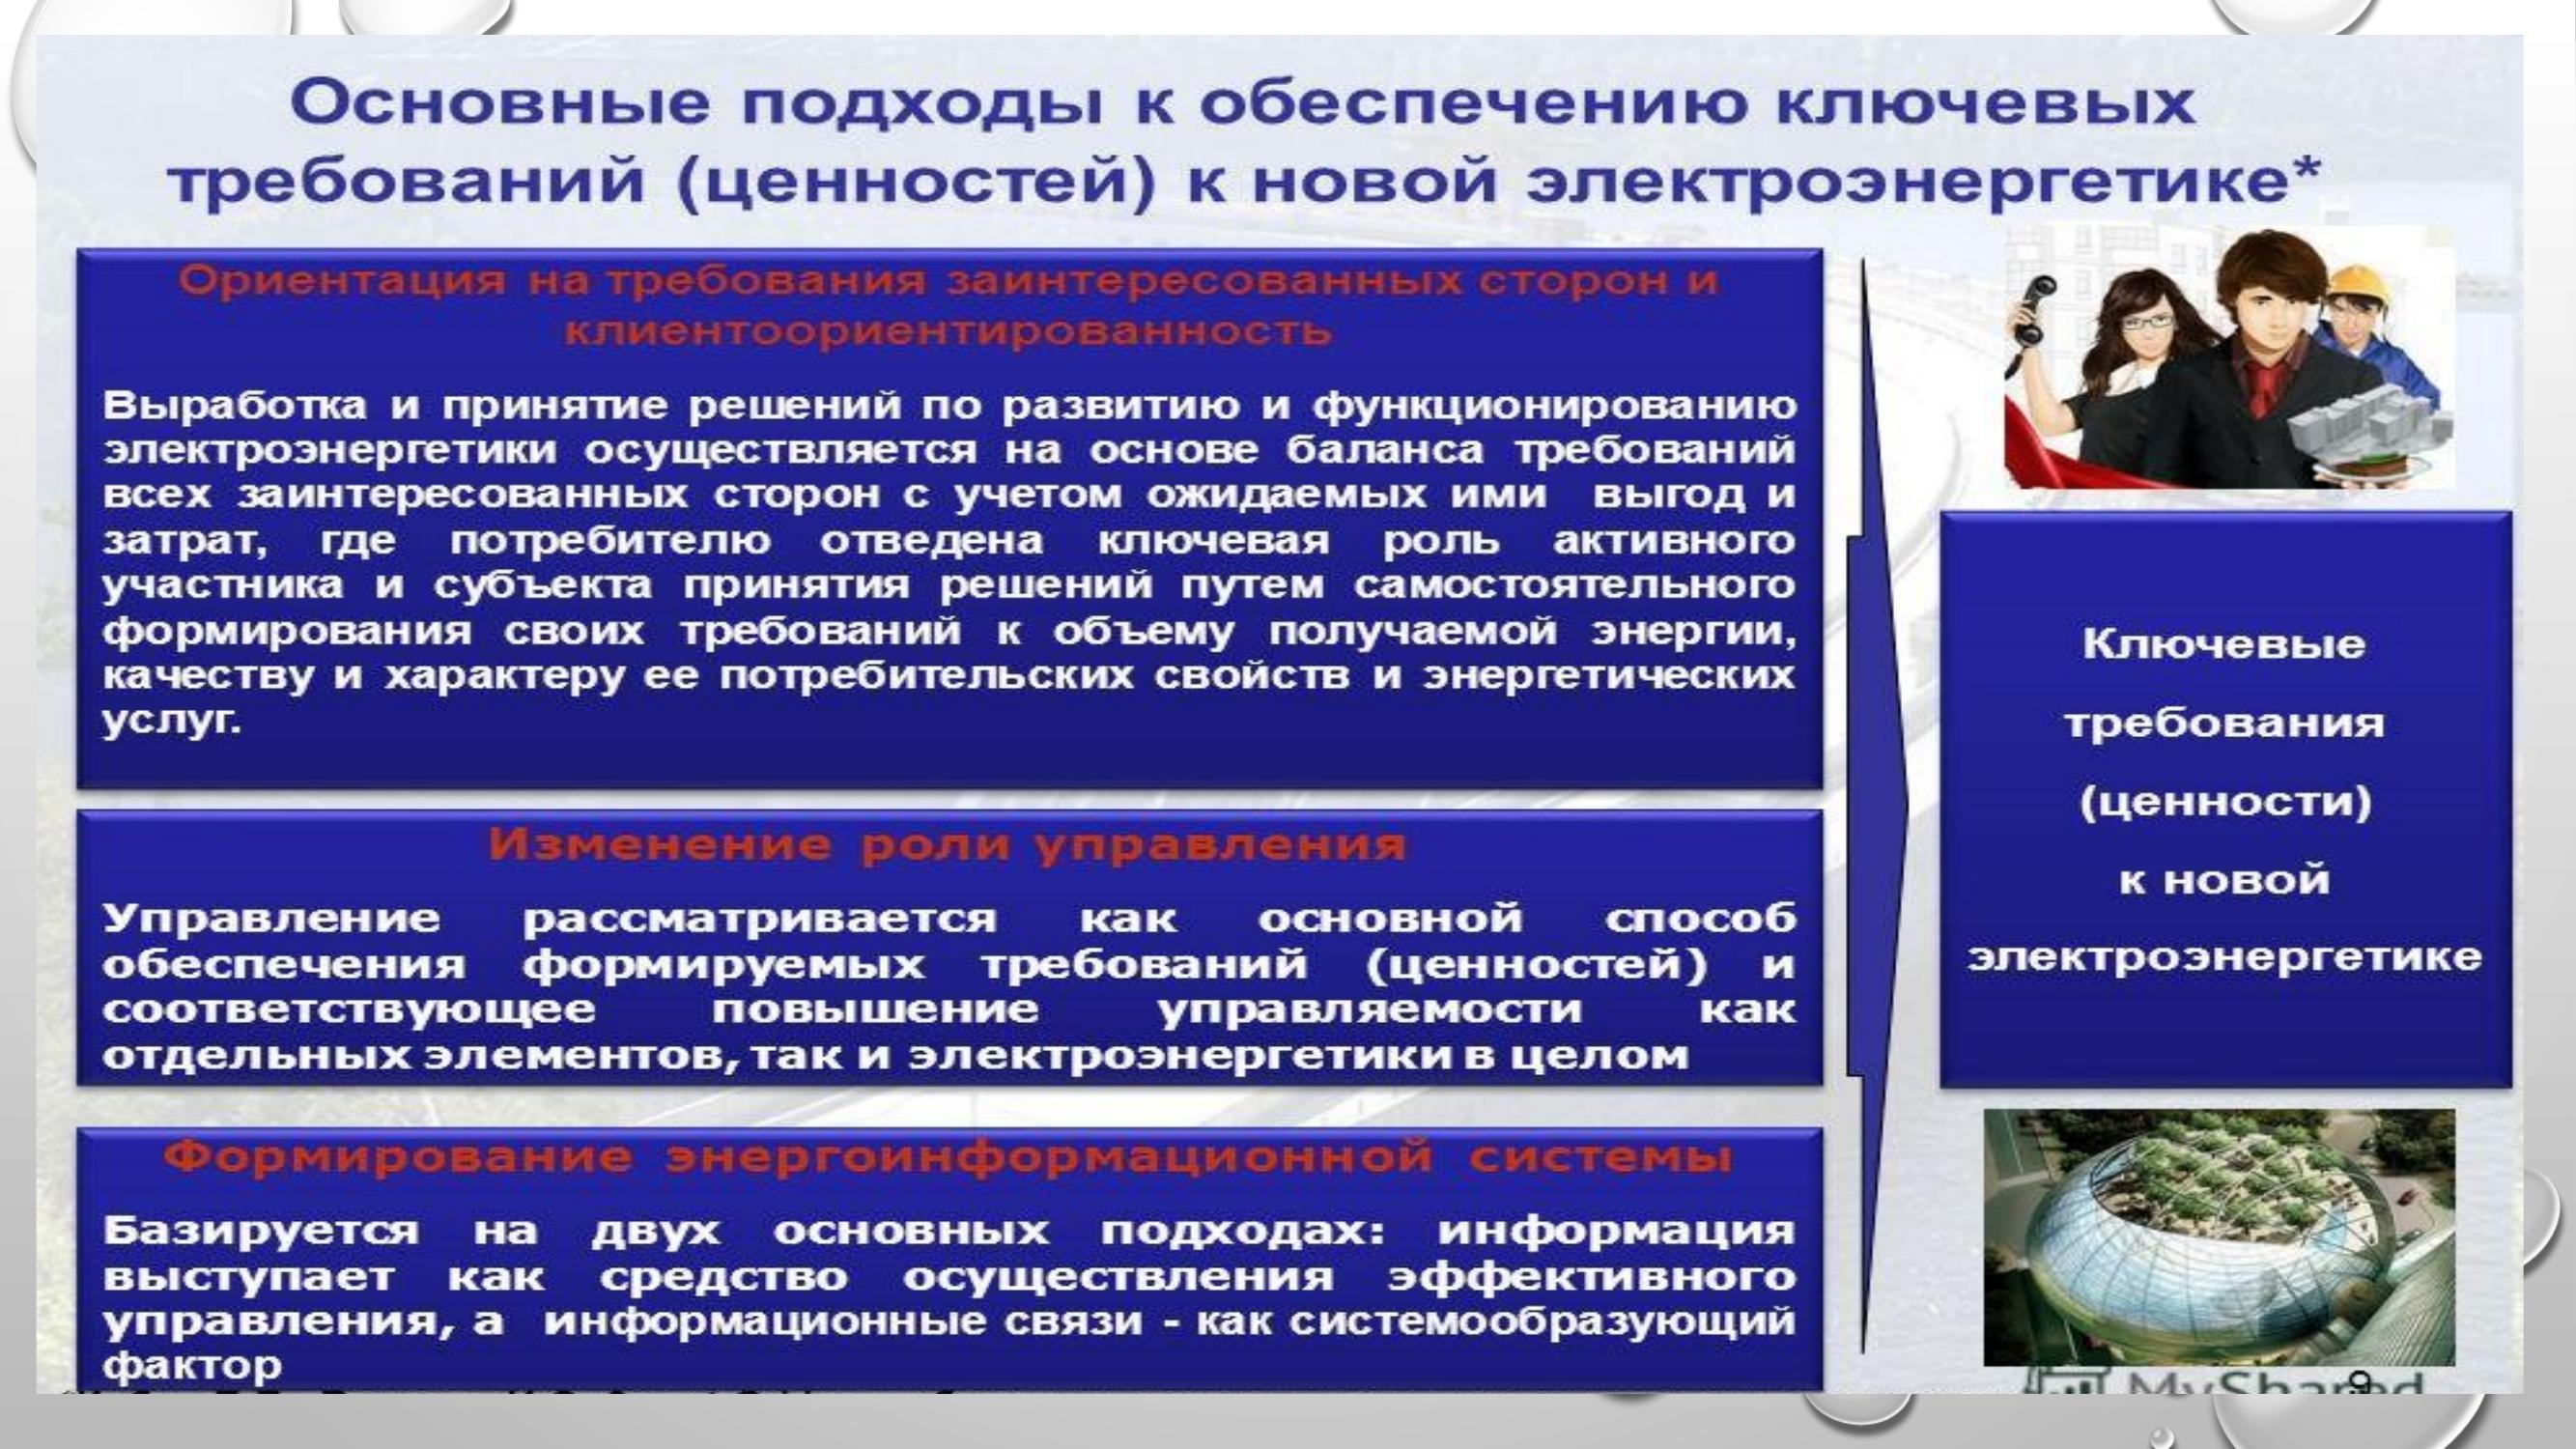 Основные подходы к обеспечению ключевых
требований (ценностей) к новой электроэнергетике*
Ориентация на требования заинтересованных сторон и
клиентоориентированность
Выработка и принятие решений по развитию и функционированию
электроэнергетики осуществляется на основе баланса требований
всех заинтересованных сторон с учетом ожидаемых ими выгод и
затрат, где потребителю отведена ключевая роль активного
участника и субъекта принятия решений путем самостоятельного
формирования своих требований к объему получаемой энергии,
качеству и характеру ее потребительских свойств и энергетических
услуг.
Изменение роли управления
Управление рассматривается как основной способ
обеспечения формируемых требований (ценностей) и
соответствующее повышение управляемости как
отдельных элементов, так и электроэнергетики в целом
Формирование энергоинформационной системы
Базируется на двух основных подходах: информация
выступает как средство осуществления эффективного
управления, а информационные связи - как системообразующий
фактор
Ключевые
требования
(ценности)
к новой
электроэнергетике
MyShared
9